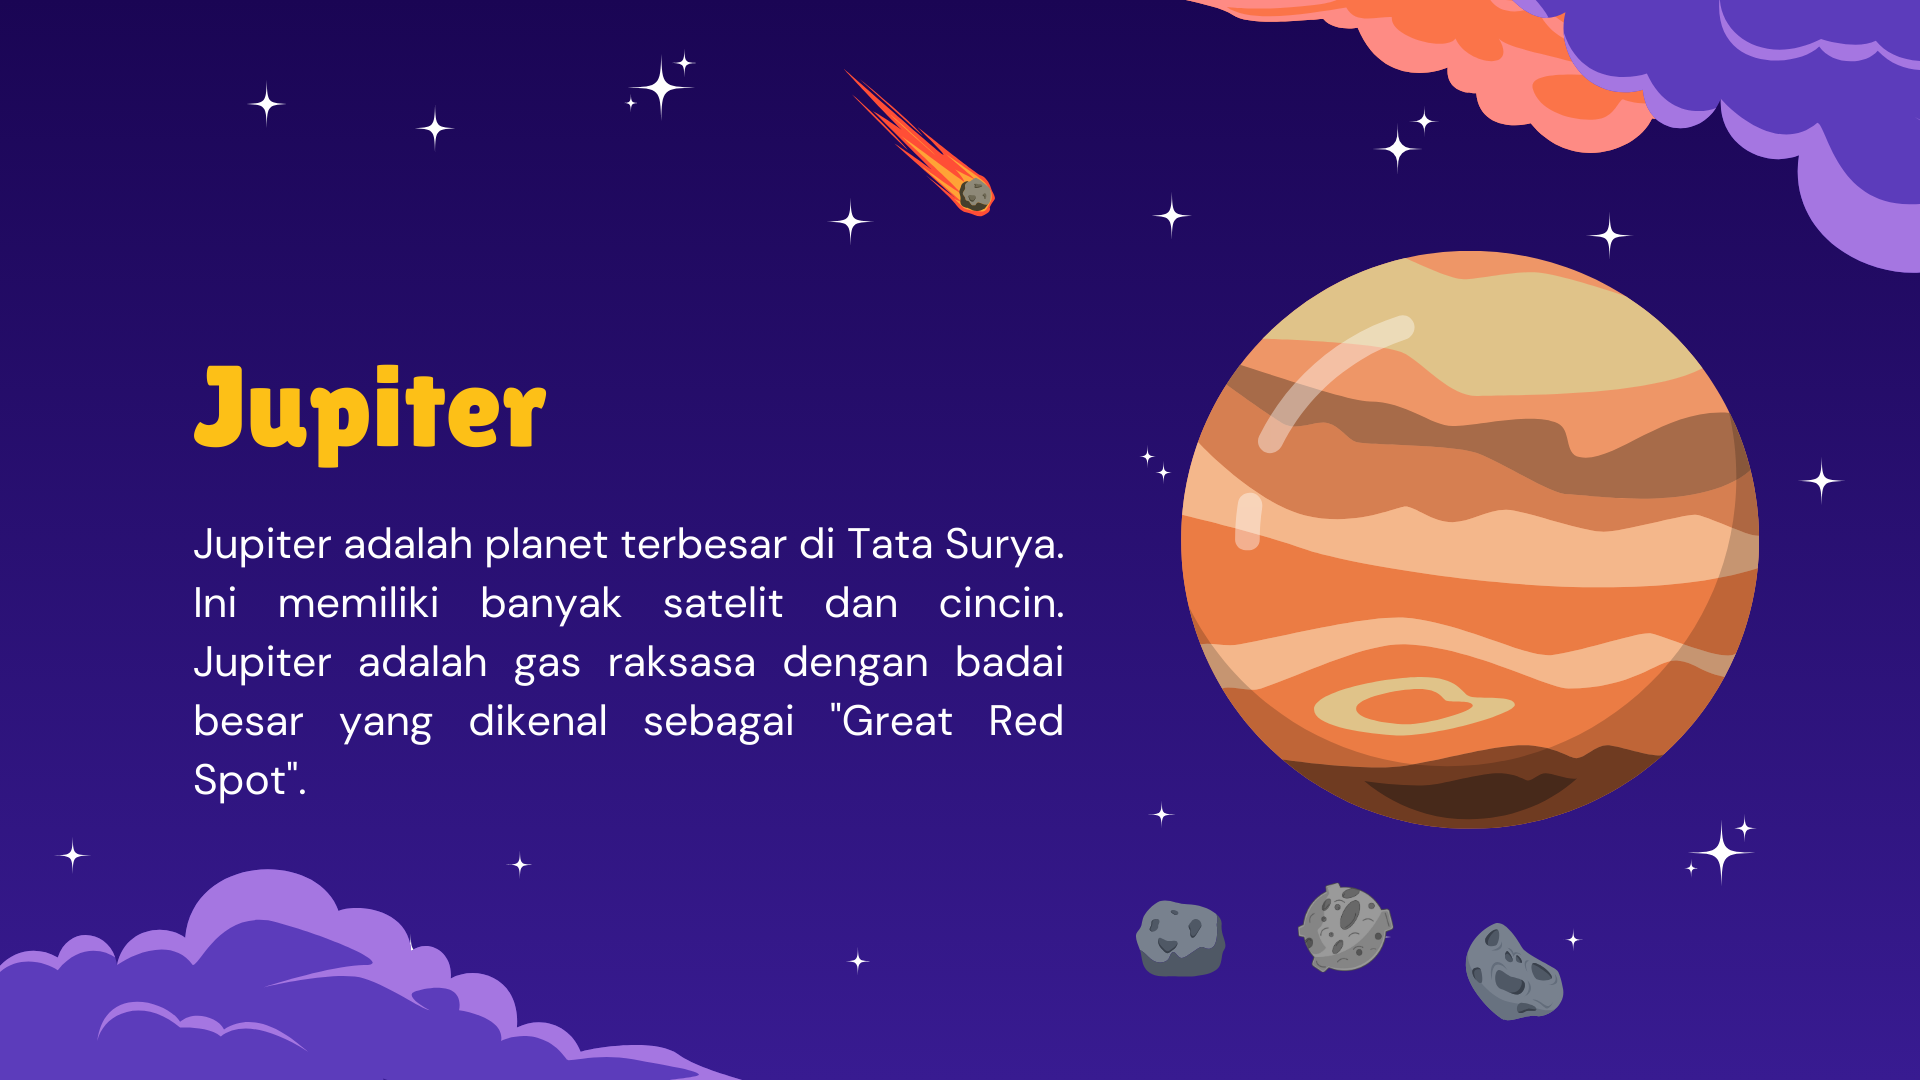 Jupiter
Jupiter adalah planet terbesar di Tata Surya.
Ini memiliki banyak satelit dan cincin.
Jupiter adalah gas raksasa dengan badai
besar yang dikenal sebagai "Great Red
Spot".